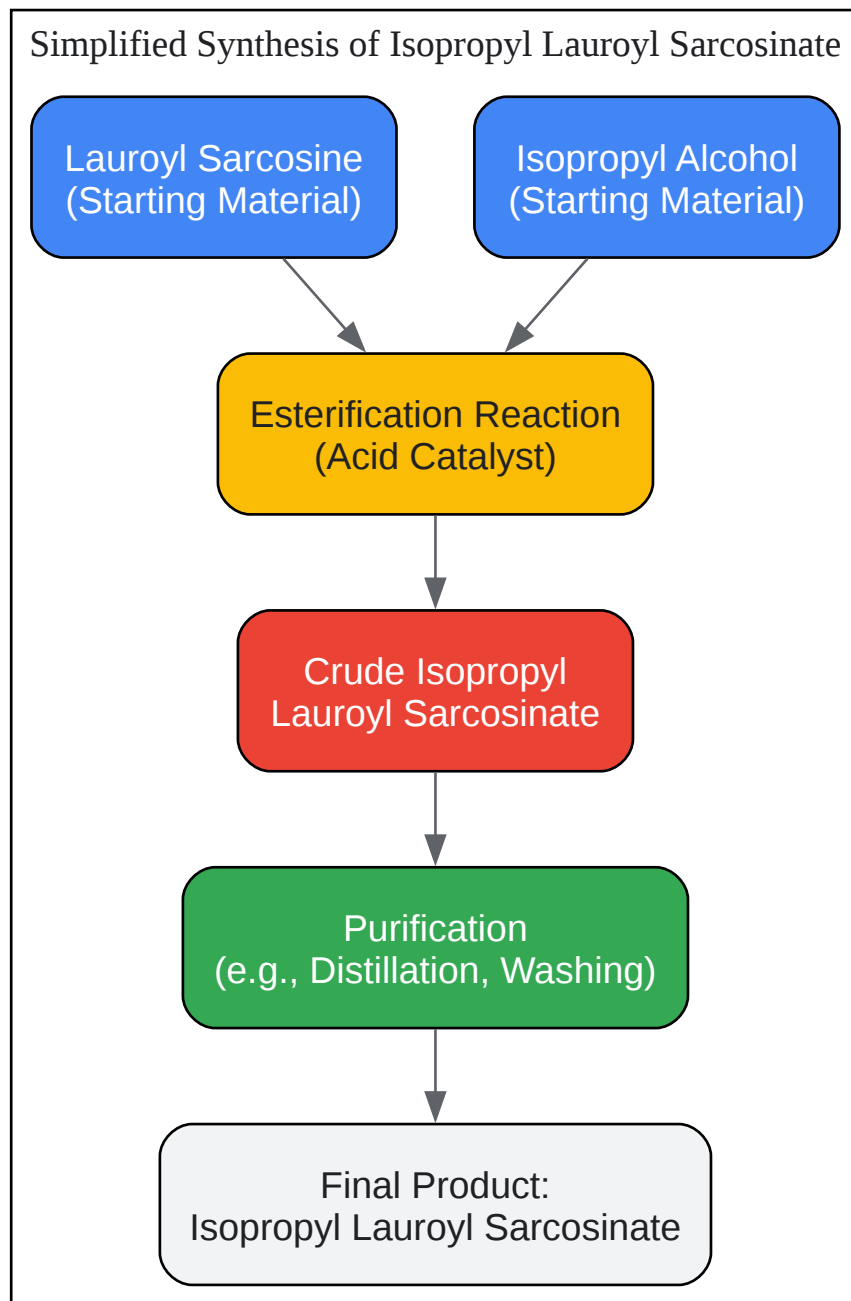 Simplified Synthesis of Isopropyl Lauroyl Sarcosinate
Lauroyl Sarcosine
(Starting Material)
Isopropyl Alcohol
(Starting Material)
Esterification Reaction
(Acid Catalyst)
Crude Isopropyl
Lauroyl Sarcosinate
Purification
(e.g., Distillation, Washing)
Final Product:
Isopropyl Lauroyl Sarcosinate